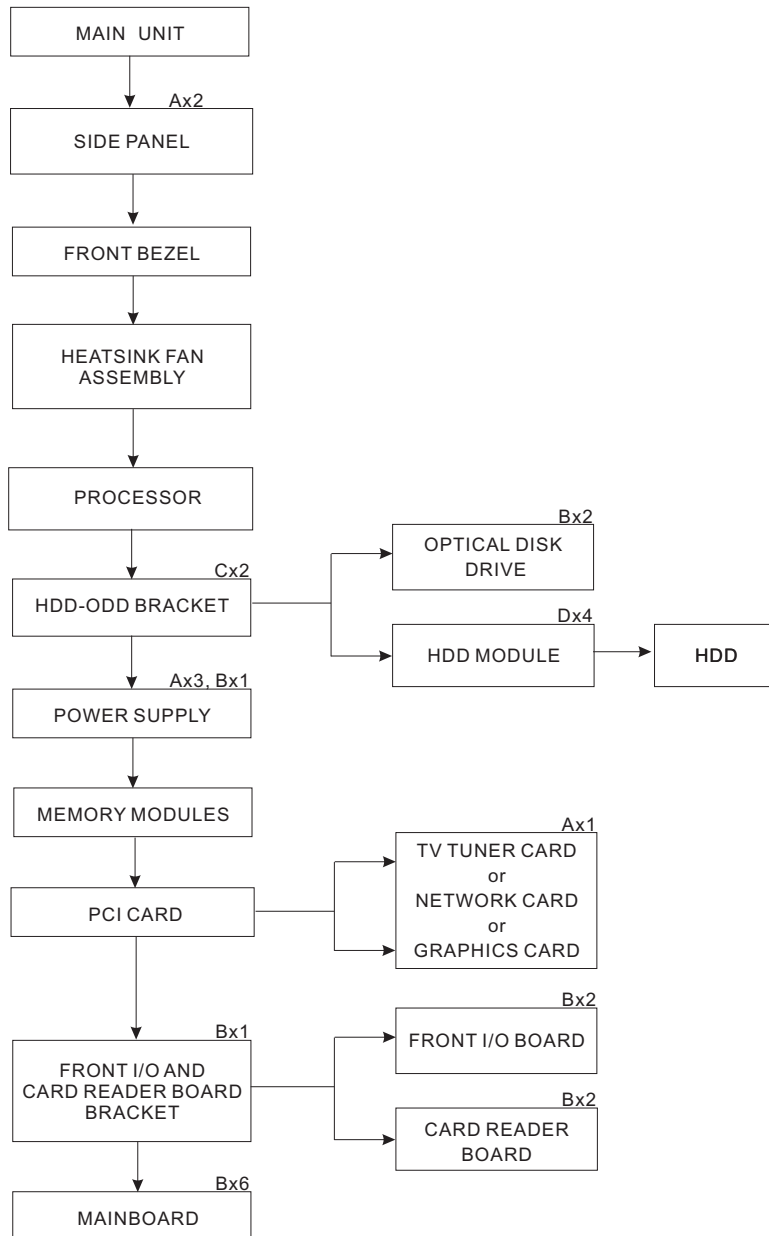 MAIN UNIT
Ax2
SIDE PANEL
FRONT BEZEL
HEATSINK FAN
ASSEMBLY
PROCESSOR
Cx2
HDD-ODD BRACKET
Bx2
OPTICAL DISK
DRIVE
Dx4
HDD MODULE
HDD
Ax3, Bx1
POWER SUPPLY
MEMORY MODULES
PCI CARD
Ax1
TV TUNER CARD
or
NETWORK CARD
or
GRAPHICS CARD
Bx1
FRONT I/O AND
CARD READER BOARD
BRACKET
Bx2
FRONT I/O BOARD
Bx2
CARD READER
BOARD
Bx6
MAINBOARD